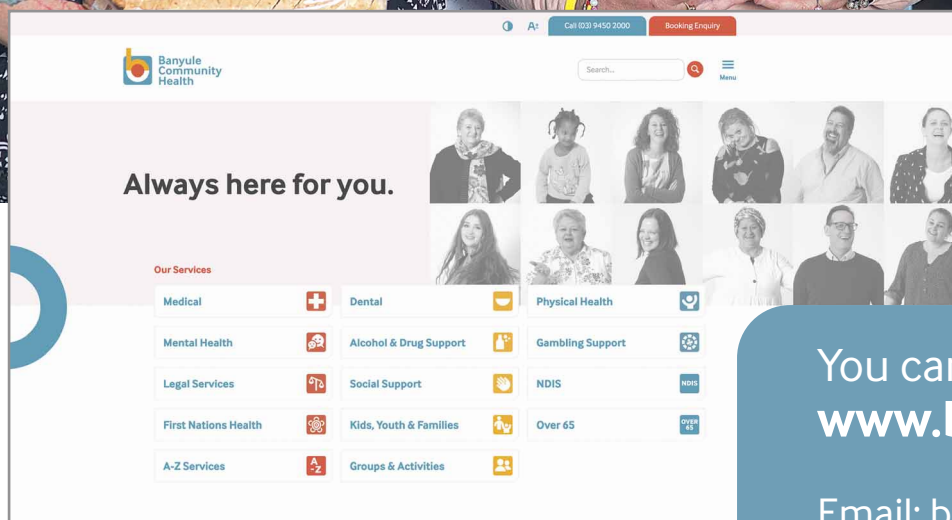 A±
Call (03) 9450 2000
Booking Enquiry
Banyule
Community
Health
Search...
Menu
Always here for you.
Our Services
Medical
Dental
Physical Health
Mental Health
Alcohol & Drug Support
Gambling Support
Legal Services
Social Support
NDIS
NDIS
First Nations Health
Kids, Youth & Families
Over 65
OVER
65
A-Z Services
A
-Z
Groups & Activities
You ca
www.
Email: b